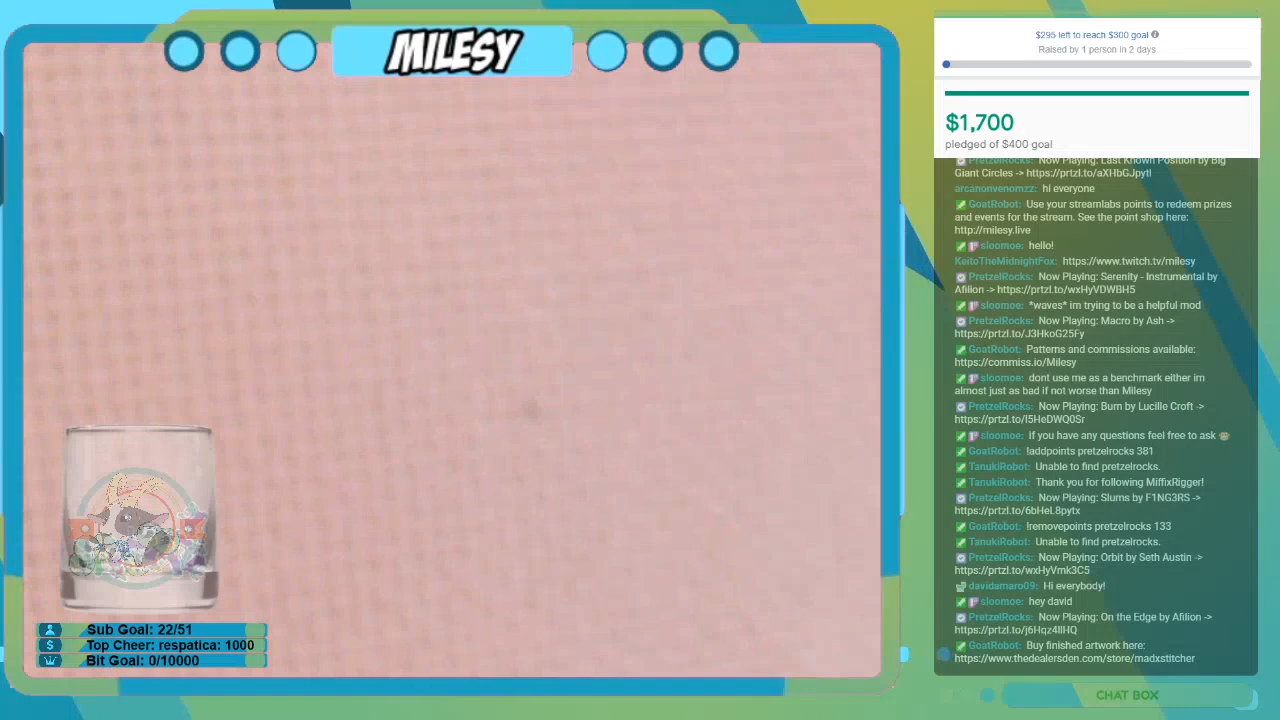 MILESY
Sub Goal: 22/51
Top Cheer: respatica: 1000
Bit Goal: 0/10000
$295 left to reach $300 goal
Raised by 1 person in 2 days
$1,700
pledged of $400 goal
PretzelRocks: Now Playing: Last Known Position by Big
Giant Circles -> https://prtzl.to/aXHbGJpytl
arcanonvenomzz: hi everyone
GoatRobot: Use your streamlabs points to redeem prizes
and events for the stream. See the point shop here:
http://milesy.live
sloomoe: hello!
KeitoTheMidnightFox: https://www.twitch.tv/milesy
PretzelRocks: Now Playing: Serenity - Instrumental by
Afilion -> https://prtzl.to/wxHyVDWBH5
sloomoe: *waves* im trying to be a helpful mod
PretzelRocks: Now Playing: Macro by Ash ->
https://prtzl.to/J3HkoG25Fy
GoatRobot: Patterns and commissions available:
https://commiss.io/Milesy
sloomoe: dont use me as a benchmark either im
almost just as bad if not worse than Milesy
PretzelRocks: Now Playing: Burn by Lucille Croft ->
https://prtzl.to/l5HeDWQ0Sr
sloomoe: if you have any questions feel free to ask
GoatRobot: !addpoints pretzelrocks 381
TanukiRobot: Unable to find pretzelrocks.
TanukiRobot: Thank you for following MiffixRigger!
PretzelRocks: Now Playing: Slums by F1NG3RS ->
https://prtzl.to/6bHeL8pytx
GoatRobot: !removepoints pretzelrocks 133
TanukiRobot: Unable to find pretzelrocks.
PretzelRocks: Now Playing: Orbit by Seth Austin ->
https://prtzl.to/wxHyVmk3C5
davidamaro09: Hi everybody!
sloomoe: hey david
PretzelRocks: Now Playing: On the Edge by Afilion ->
https://prtzl.to/j6Hqz4lIHQ
GoatRobot: Buy finished artwork here:
https://www.thedealersden.com/store/madxstitcher
CHAT BOX